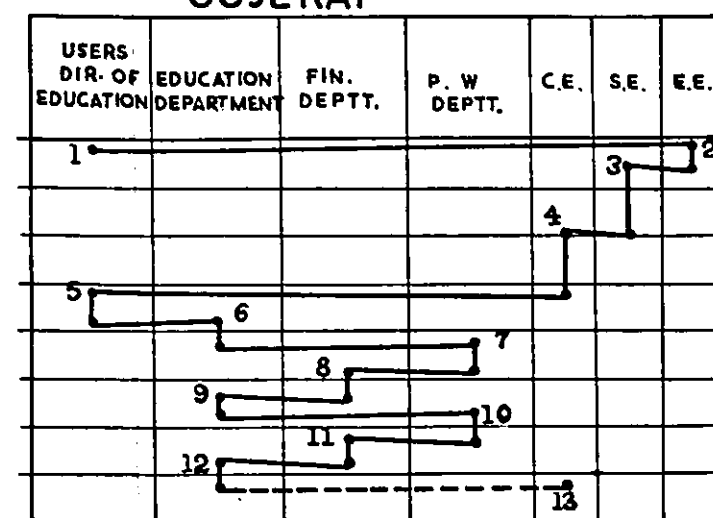 USERS
DIR. OF
EDUCATION
EDUCATION
DEPARTMENT
FIN.
DEPTT.
P. W
DEPTT.
C.E.
S.E.
E.E.
1
2
3
4
5
6
7
8
9
10
11
12
13